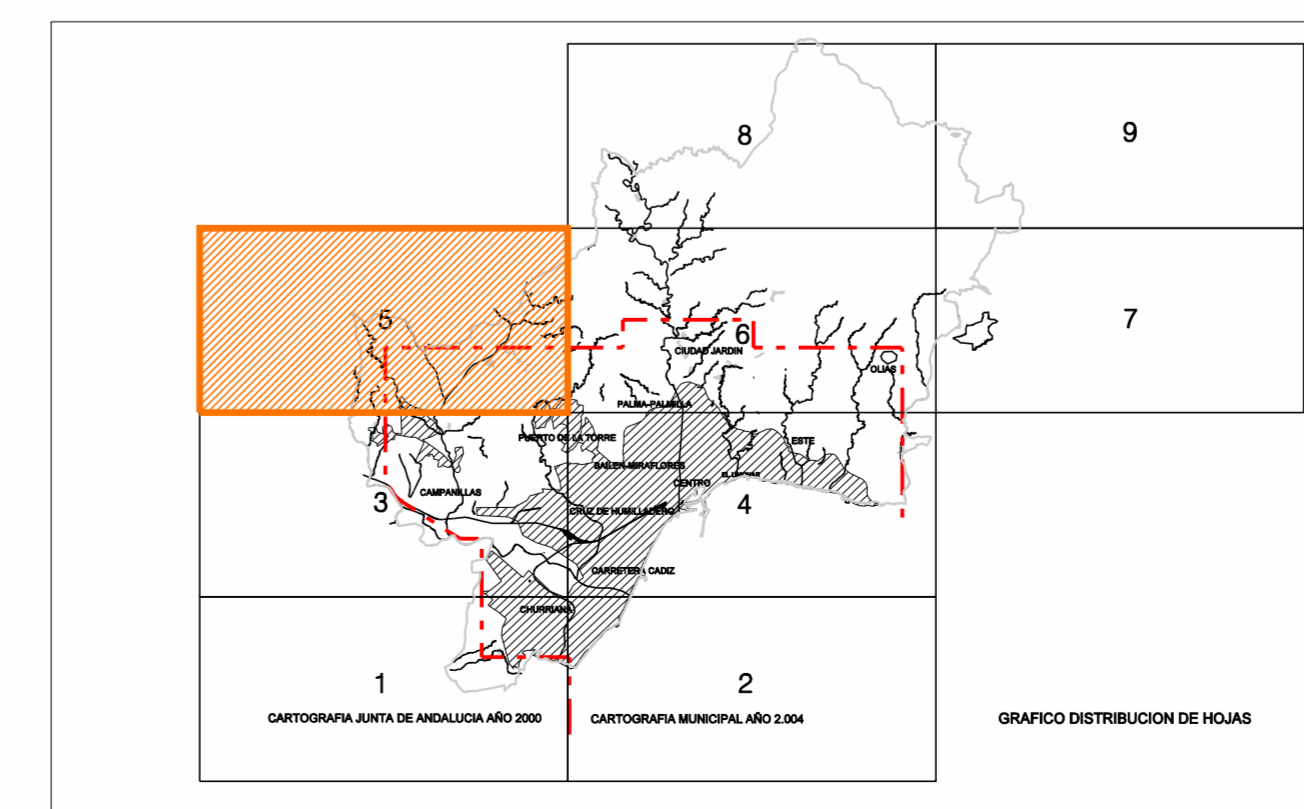 8
9
5
6
7
CIUDAD JARDIN
OLIAS
PALMA-PALMILLA
PUERTO DE LA TORRE
ESTE
BAILEN-MIRAFLORES
EL LIMONAR
CENTRO
CAMPANILLAS
3
4
CRUZ DE HUMILLADERO
CARRETERA CADIZ
CHURRIANA
1
2
CARTOGRAFIA JUNTA DE ANDALUCIA AÑO 2000
CARTOGRAFIA MUNICIPAL AÑO 2.004
GRAFICO DISTRIBUCION DE HOJAS